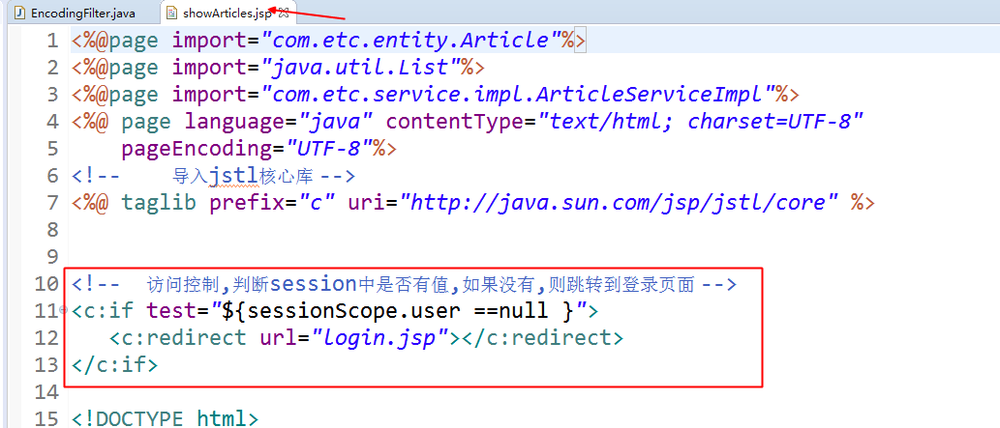 EncodingFilter.java showArticles.jsp
1 <%@page import="com.etc.entity.Article"%>
2 <%@page import="java.util.List"%>
3 <%@page import="com.etc.service.impl.ArticleServiceImpl"%>
4 <%@ page language="java" contentType="text/html; charset=UTF-8"
5 pageEncoding="UTF-8"%>
6 <!-- 导入jstl核心库 -->
7 <%@ taglib prefix="c" uri="http://java.sun.com/jsp/jstl/core" %>
8
9
10 <!-- 访问控制,判断session中是否有值,如果没有,则跳转到登录页面 -->
11 <c:if test="${sessionScope.user ==null }">
12 <c:redirect url="login.jsp"></c:redirect>
13 </c:if>
14
15 <!DOCTYPE html>